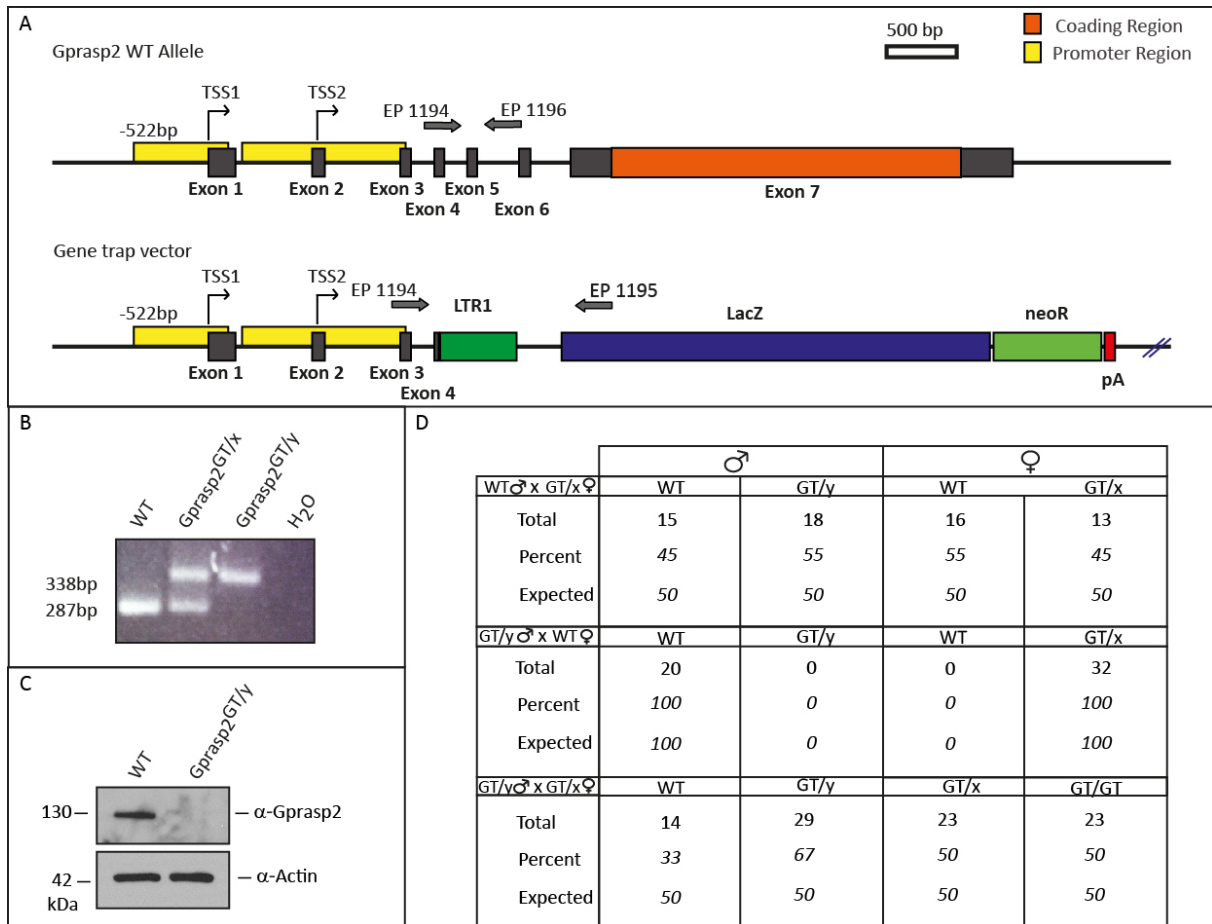 A
Gprasp2 WT Allele
500 bp
Coading Region
Promoter Region
TSS1
TSS2
-522bp
EP 1194
EP 1196
Exon 1
Exon 2
Exon 3
Exon 4
Exon 5
Exon 6
Exon 7
Gene trap vector
TSS1
TSS2
-522bp
EP 1194
LTR1
EP 1195
LacZ
neoR
Exon 1
Exon 2
Exon 3
Exon 4
pA
B
WT
Gprasp2GT/x
Gprasp2GT/y
H2O
338bp
287bp
C
WT
Gprasp2GT/y
130 α-Gprasp2
42 α-Actin
kDa
D
♂ ♀
WT♂ x GT/x♀ WT GT/y WT GT/x
Total 15 18 16 13
Percent 45 55 55 45
Expected 50 50 50 50
GT/y♂ x WT♀ WT GT/y WT GT/x
Total 20 0 0 32
Percent 100 0 0 100
Expected 100 0 0 100
GT/y♂ x GT/x♀ WT GT/y GT/x GT/GT
Total 14 29 23 23
Percent 33 67 50 50
Expected 50 50 50 50